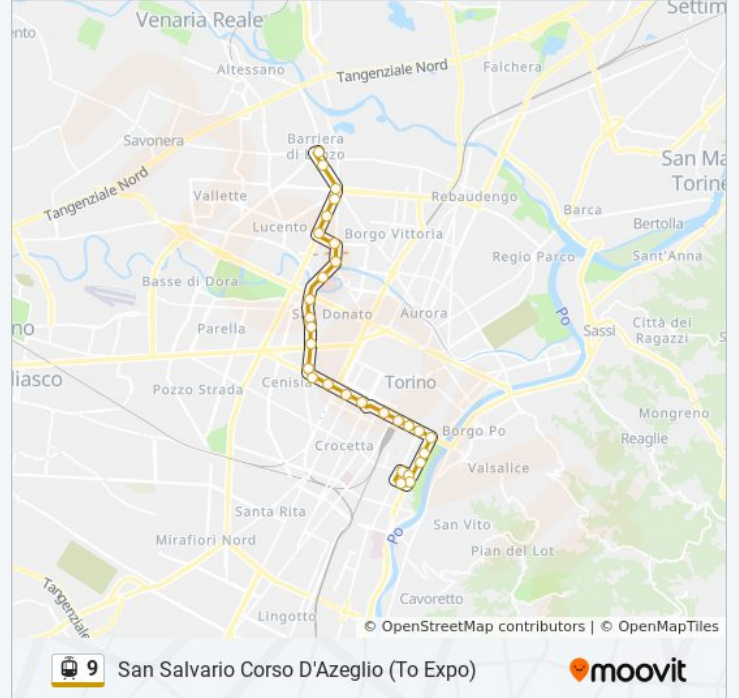 Settim
Venaria Reale
ento
Altessano
Tangenziale Nord
Falchera
Savonera
Barriera
di
San Ma
Torine
Tangenziale Nord
Vallette
Rebaudengo
Barca
Lucento
Borgo Vittoria
Bertolla
Regio Parco
Sant'Anna
Basse di Dora
Donato
Aurora
Po
no
Parella
Sassi
Città dei
Ragazzi
S
liasco
Pozzo Strada
Cenisia
Torino
Mongreno
Borgo Po
Reaglie
Crocetta
Valsalice
Santa Rita
San Vito
Po
Mirafiori Nord
Plan del Lot
Tangenziale
Cavoretto
Lingotto
© OpenStreetMap contributors | © OpenMapTiles
9 San Salvario Corso D'Azeglio (To Expo)
moovit